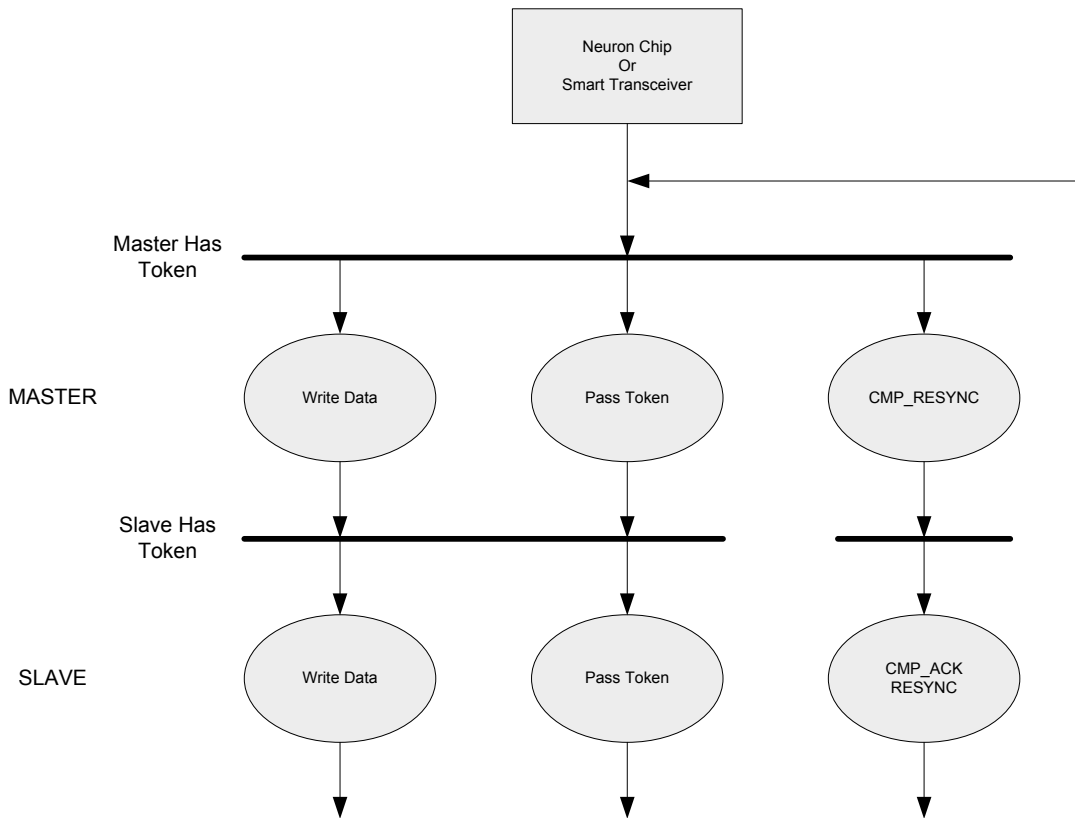 Neuron Chip
Or
Smart Transceiver
Master Has
Token
MASTER
Write Data
Pass Token
CMP_RESYNC
Slave Has
Token
SLAVE
Write Data
Pass Token
CMP_ACK
RESYNC